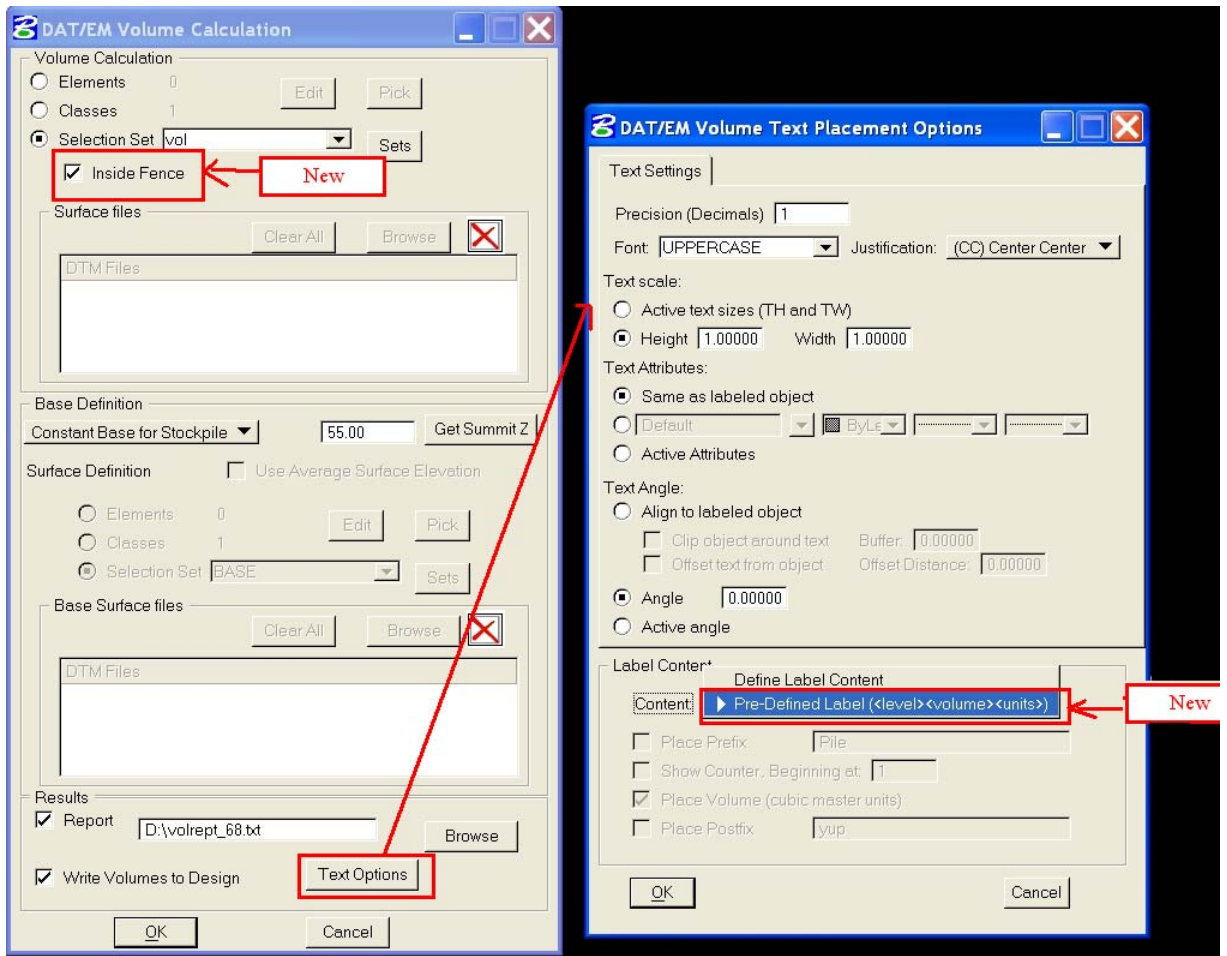 DAT/EM Volume Calculation
Volume Calculation
Elements 0
Edit Pick
Classes 1
Selection Set vol Sets
Inside Fence
New
Surface files
Clear All Browse
DTM Files
Base Definition
Constant Base for Stockpile 55.00 Get Summit Z
Surface Definition Use Average Surface Elevation
Elements 0
Edit Pick
Classes 1
Selection Set BASE Sets
Base Surface files
Clear All Browse
DTM Files
Results
Report D:\volrept_68.txt Browse
Write Volumes to Design Text Options
OK Cancel
DAT/EM Volume Text Placement Options
Text Settings
Precision (Decimals) 1
Font: UPPERCASE Justification: (CC) Center Center
Text scale:
Active text sizes (TH and TW)
Height 1.00000 Width 1.00000
Text Attributes:
Same as labeled object
Default ByLe
Active Attributes
Text Angle:
Align to labeled object
Clip object around text Buffer: 0.00000
Offset text from object Offset Distance: 0.00000
Angle 0.00000
Active angle
Label Content
Define Label Content
Content: Pre-Defined Label (<level><volume><units>)
New
Place Prefix Pile
Show Counter, Beginning at: 1
Place Volume (cubic master units)
Place Postfix yup
OK Cancel